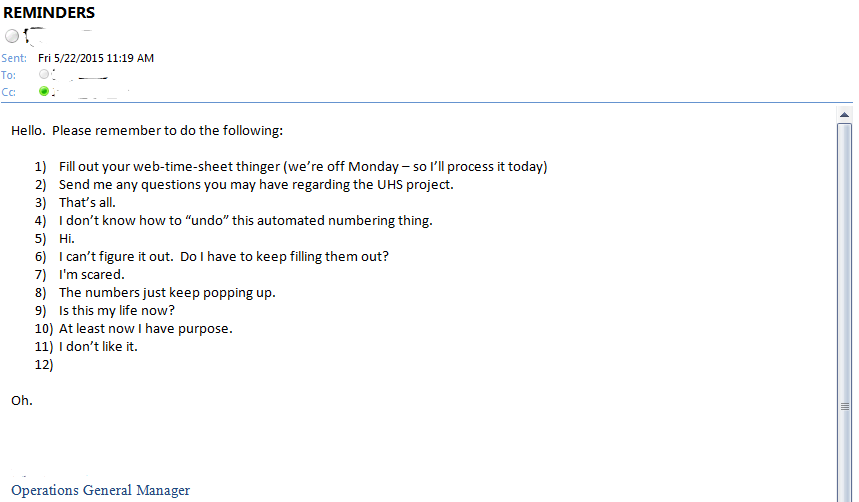 REMINDERS
Sent: Fri 5/22/2015 11:19 AM
To:
Cc:
Hello. Please remember to do the following:
1) Fill out your web-time-sheet thinger (we’re off Monday – so I’ll process it today)
2) Send me any questions you may have regarding the UHS project.
3) That’s all.
4) I don’t know how to “undo” this automated numbering thing.
5) Hi.
6) I can’t figure it out. Do I have to keep filling them out?
7) I'm scared.
8) The numbers just keep popping up.
9) Is this my life now?
10) At least now I have purpose.
11) I don’t like it.
12)
Oh.
Operations General Manager